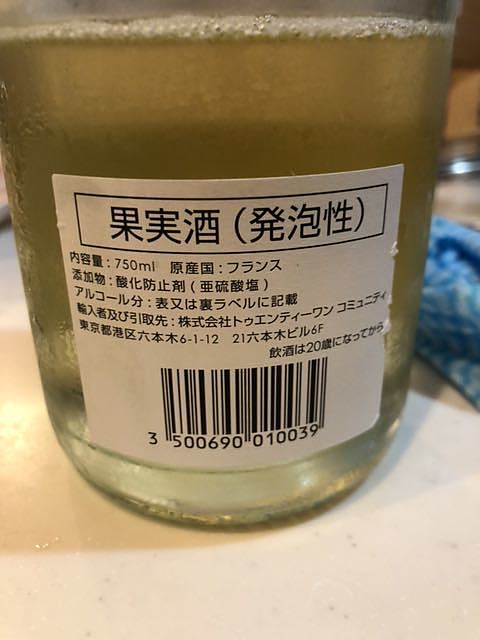 果実酒（発泡性）
内容量：750ml　原産国：フランス
添加物：酸化防止剤（亜硫酸塩）
アルコール分：表又は裏ラベルに記載
輸入者及び引取先：株式会社トゥエンティーワン コミュニティ
東京都港区六本木6-1-12　21六本木ビル6F
飲酒は20歳になってから
3 500690 010039